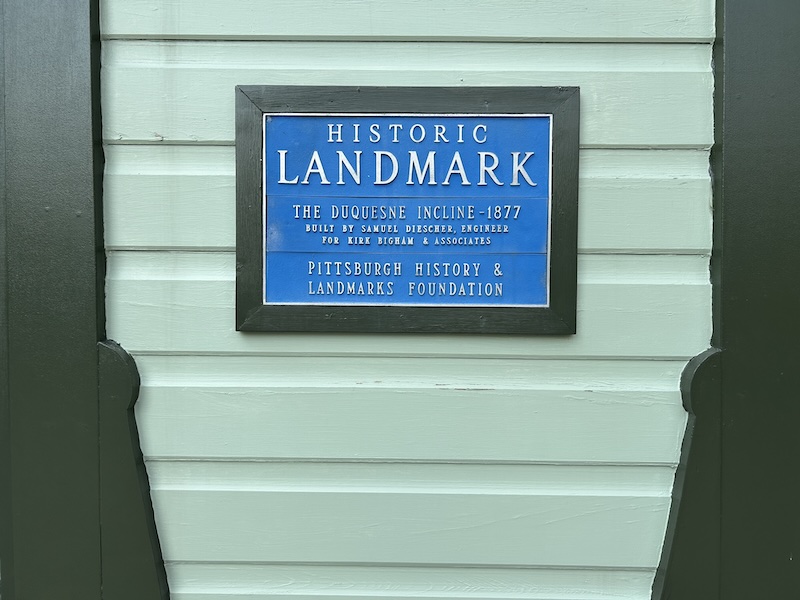 HISTORIC
LANDMARK
THE DUQUESNE INCLINE - 1877
BUILT BY SAMUEL DIESCHER, ENGINEER
FOR KIRK BIGHAM & ASSOCIATES
PITTSBURGH HISTORY &
LANDMARKS FOUNDATION